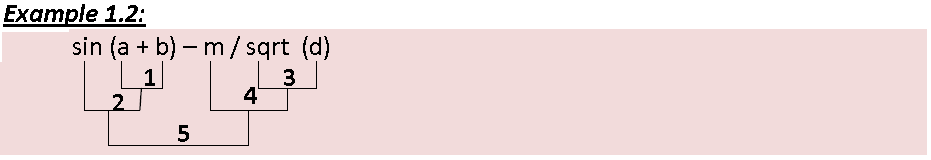 Example 1.2:
sin (a + b) – m / sqrt (d)
1 3
2 4
5